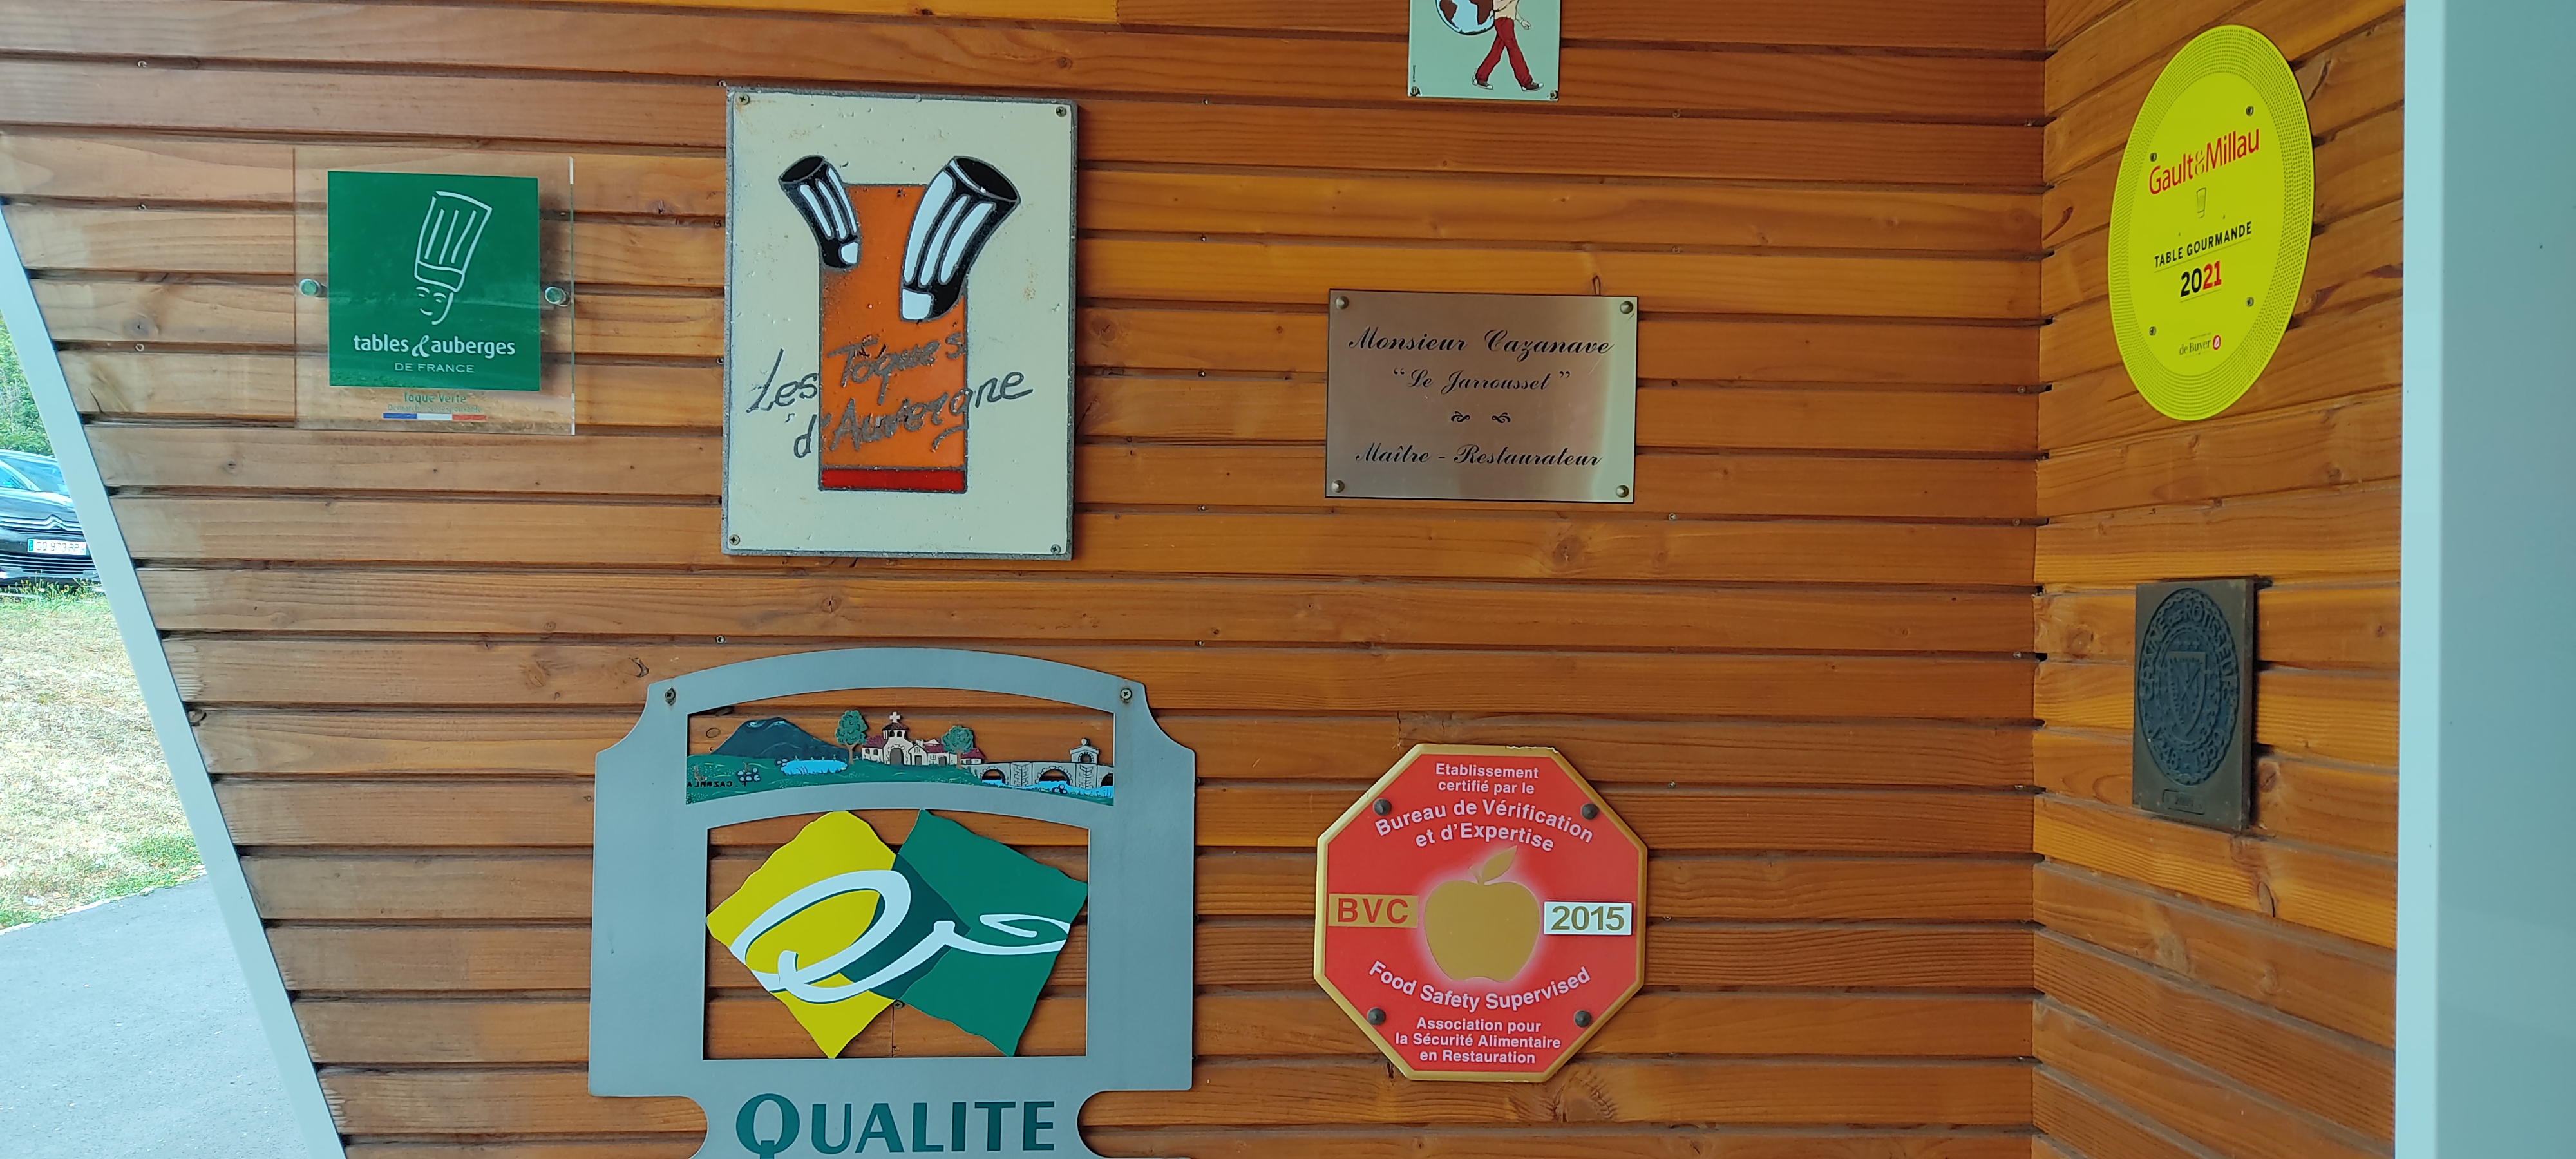 tables & auberges
DE FRANCE
Toque Verte
Les Toques
d'Auvergne
Monsieur Cazanave
“Le Jarrousset”
Maître - Restaurateur
Gault & Millau
TABLE GOURMANDE
2021
de Buyer
QUALITE
Etablissement
certifié par le
Bureau de Vérification
et d'Expertise
BVC
2015
Food Safety Supervised
Association pour
la Sécurité Alimentaire
en Restauration